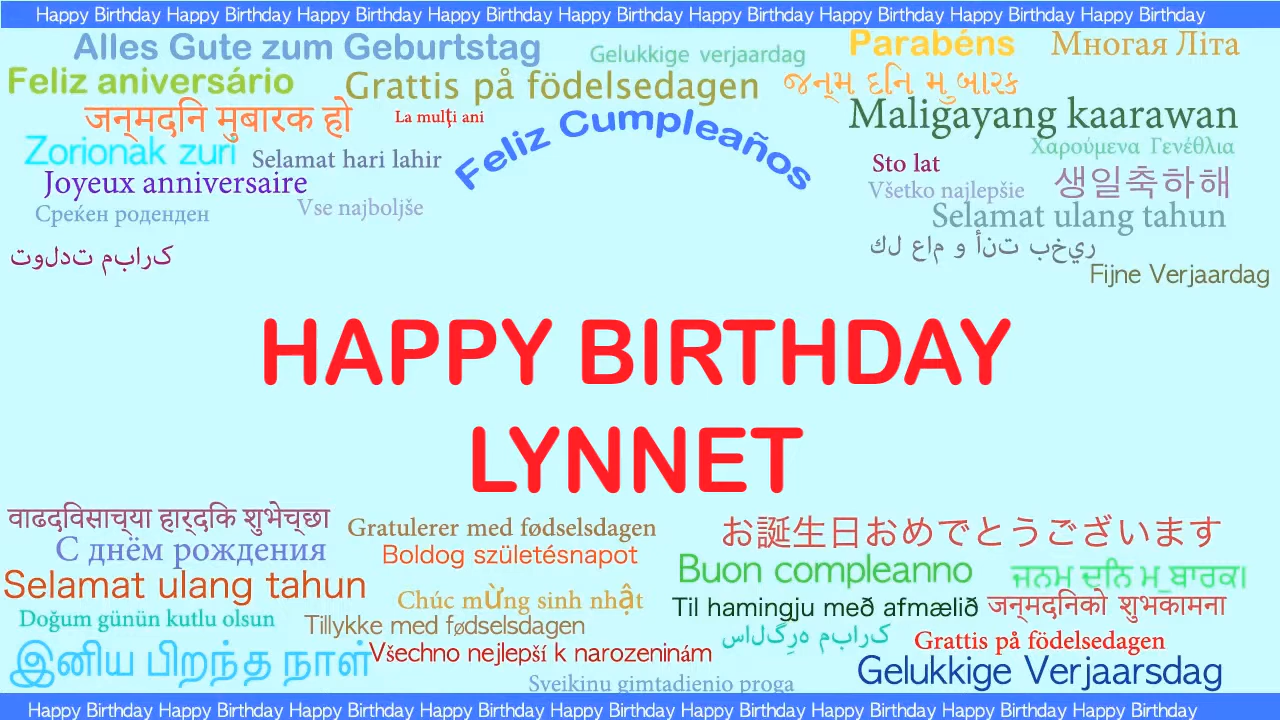 Happy Birthday Happy Birthday Happy Birthday Happy Birthday Happy Birthday Happy Birthday Happy Birthday Happy Birthday Happy Birthday
Alles Gute zum Geburtstag
Gelukkige verjaardag
Parabéns
Многая Літа
Feliz aniversário
Grattis på födelsedagen
જન્મ દિન મુબારક
जन्मदिन मुबारक हो
La mulţi ani
Feliz Cumpleaños
Maligayang kaarawan
Zorionak zuri
Selamat hari lahir
Sto lat
Χαρούμενα Γενέθλια
Joyeux anniversaire
Všetko najlepšie
생일축하해
Среќен роденден
Vse najboljše
Selamat ulang tahun
تولدت مبارک
كل عام و أنت بخير
Fijne Verjaardag
HAPPY BIRTHDAY
LYNNET
वाढदिवसाच्या हार्दिक शुभेच्छा
Gratulerer med fødselsdagen
お誕生日おめでとうございます
С днём рождения
Boldog születésnapot
Buon compleanno
ਜਨਮ ਦਿਨ ਮੁਬਾਰਕ।
Selamat ulang tahun
Chúc mừng sinh nhật
Til hamingju með afmælið
जन्मदिनको शुभकामना
Doğum günün kutlu olsun
Tillykke med fødselsdagen
سالگرہ مبارک
Grattis på födelsedagen
இனிய பிறந்த நாள்
Všechno nejlepší k narozeninám
Gelukkige Verjaarsdag
Sveikinu gimtadienio proga
Happy Birthday Happy Birthday Happy Birthday Happy Birthday Happy Birthday Happy Birthday Happy Birthday Happy Birthday Happy Birthday